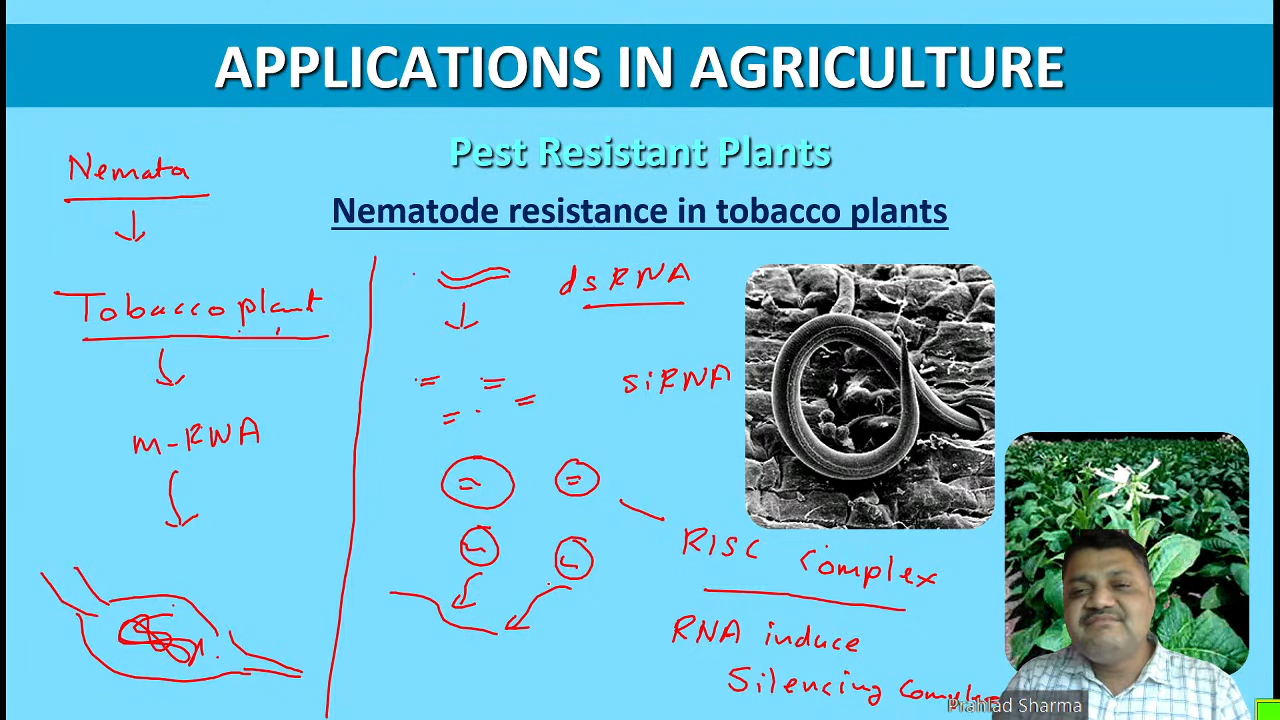 APPLICATIONS IN AGRICULTURE
Pest Resistant Plants
Nematode resistance in tobacco plants
Nemata
Tobacco plant
m-RNA
dsRNA
siRNA
RISC Complex
RNA induce
Silencing
Prahlad Sharma